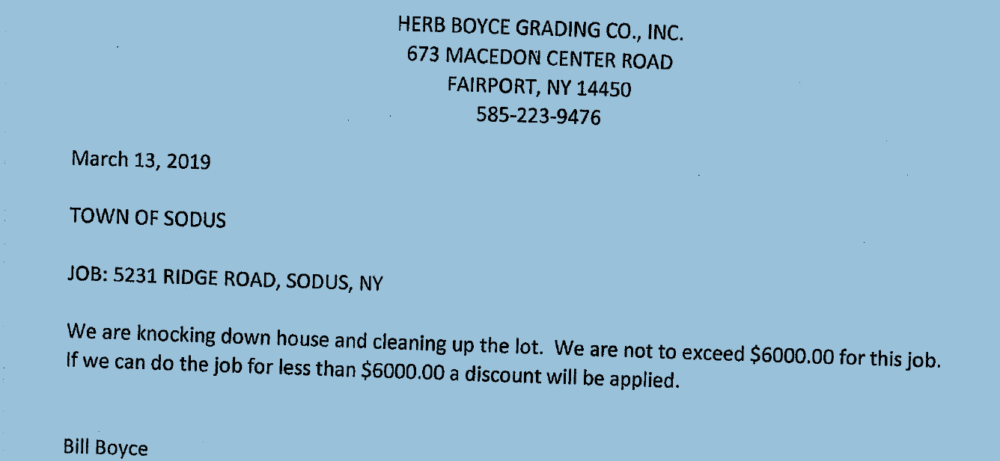 HERB BOYCE GRADING CO., INC.
673 MACEDON CENTER ROAD
FAIRPORT, NY 14450
585-223-9476
March 13, 2019
TOWN OF SODUS
JOB: 5231 RIDGE ROAD, SODUS, NY
We are knocking down house and cleaning up the lot.  We are not to exceed $6000.00 for this job.
If we can do the job for less than $6000.00 a discount will be applied.
Bill Boyce